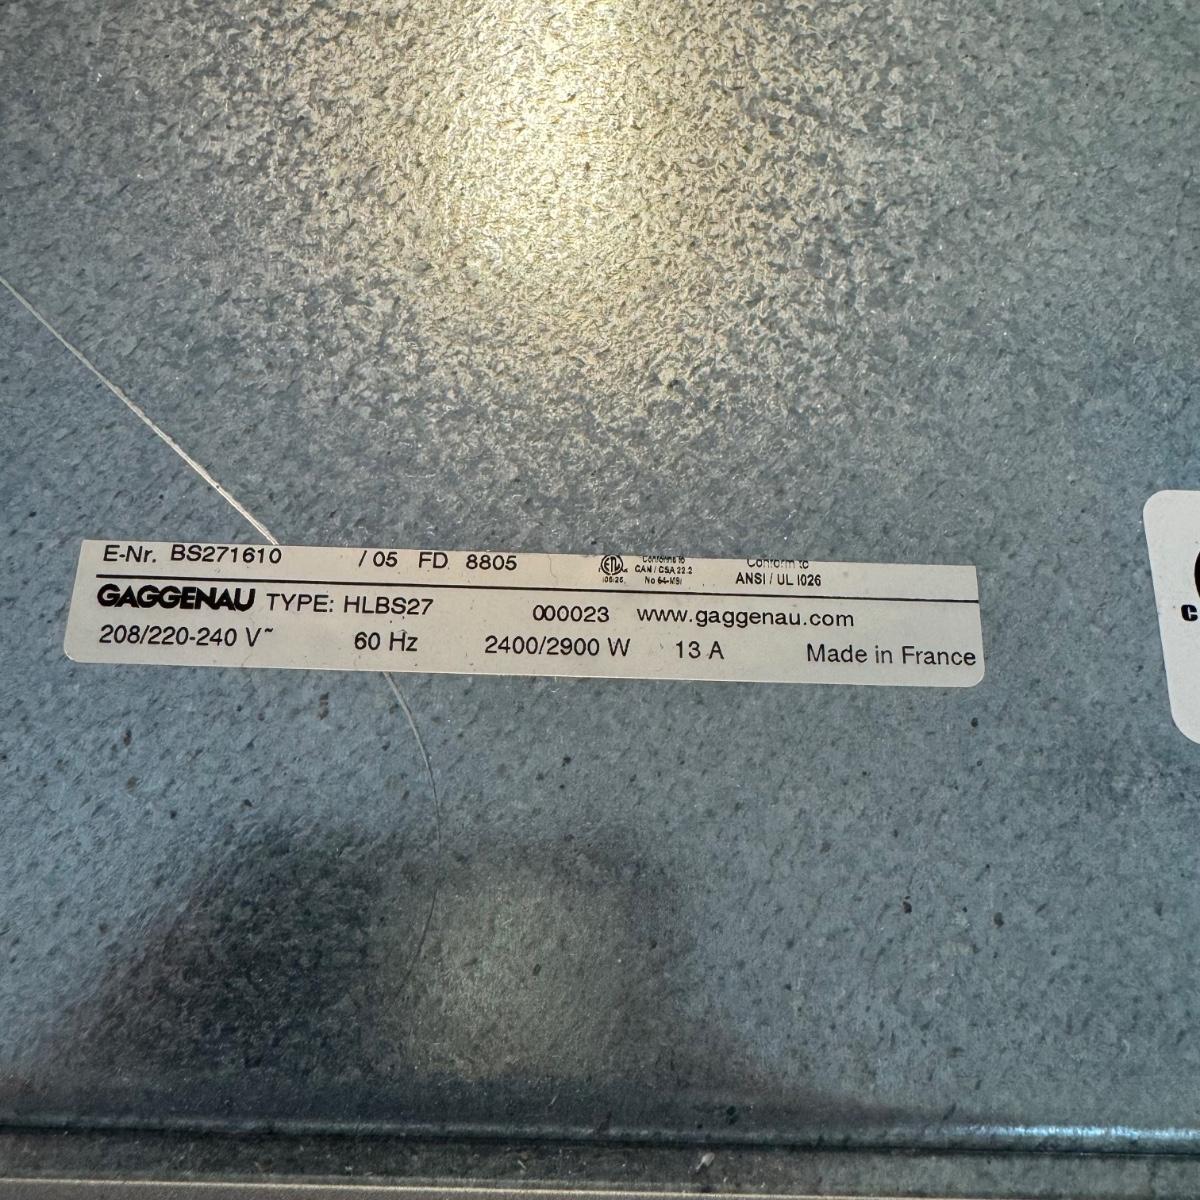 E-Nr. BS271610 / 05 FD 8805
Conforms to
CAN / CSA 22.2
Conform to
ANSI / UL 1026
GAGGENAU TYPE: HLBS27 000023 www.gaggenau.com
208/220-240 V~ 60 Hz 2400/2900 W 13 A Made in France